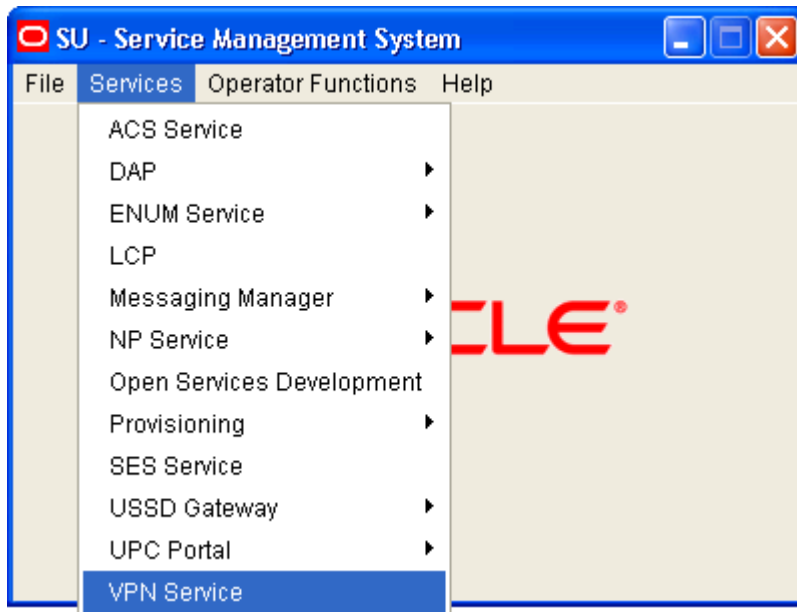 SU - Service Management System
File Services Operator Functions Help
ACS Service
DAP
ENUM Service
LCP
Messaging Manager
NP Service
Open Services Development
Provisioning
SES Service
USSD Gateway
UPC Portal
VPN Service
CLE®